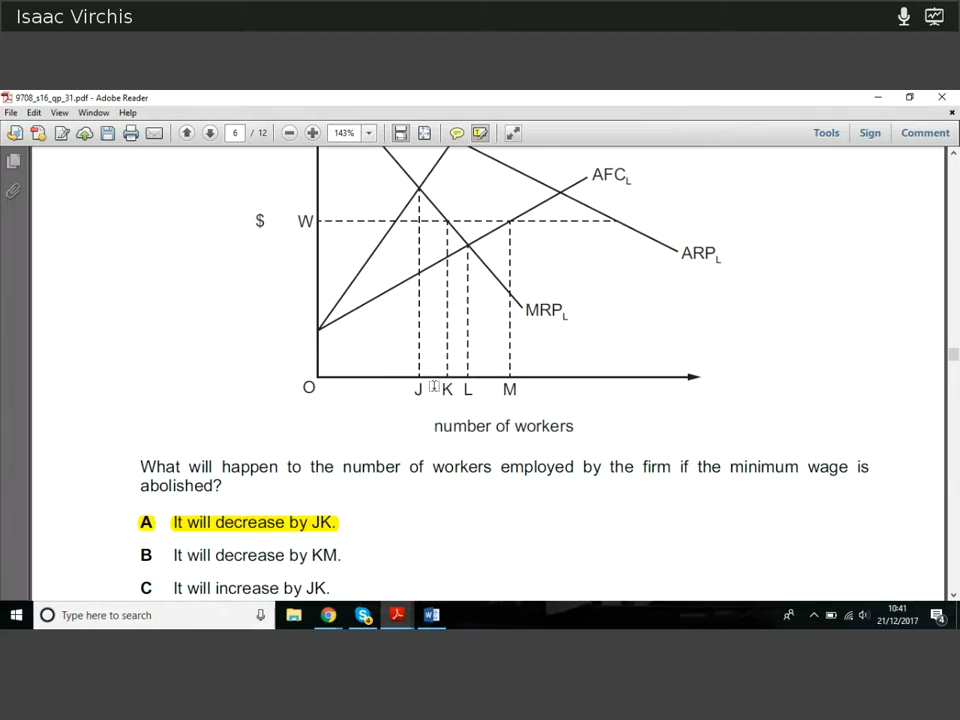 Isaac Virchis
9708_s16_qp_31.pdf - Adobe Reader
File Edit View Window Help
6 / 12 143% Tools Sign Comment
AFCL
$ W
ARPL
MRPL
O J K L M
number of workers
What will happen to the number of workers employed by the firm if the minimum wage is
abolished?
A It will decrease by JK.
B It will decrease by KM.
C It will increase by JK.
Type here to search
10:41
21/12/2017
4